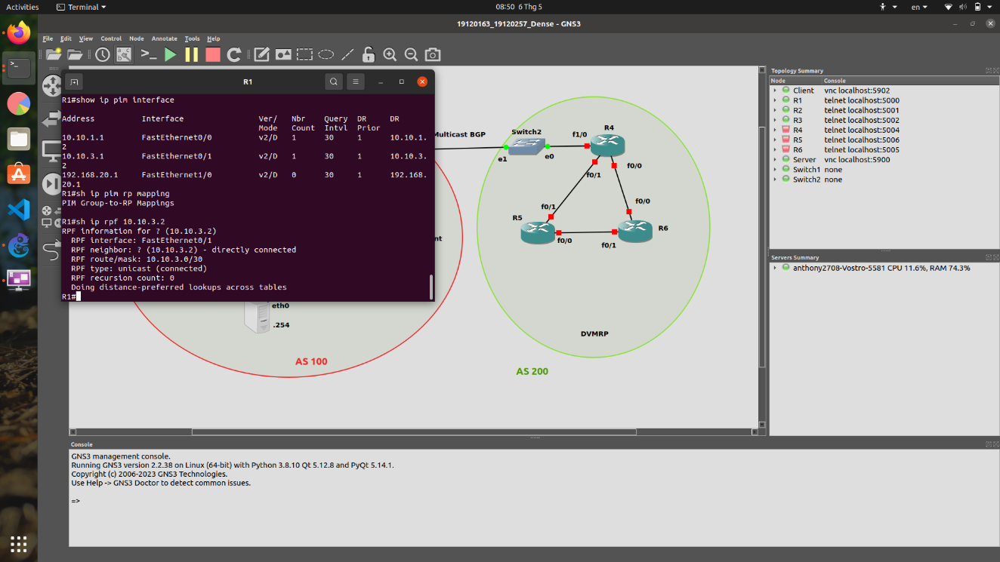 Activities
Terminal
08:50 6 Thg 5
en
19120163_19120257_Dense - GNS3
File Edit View Control Node Annotate Tools Help
R1
R1#show ip pim interface
Address Interface Ver/ Nbr Query DR DR
Mode Count Intvl Prior
10.10.1.1 FastEthernet0/0 v2/D 1 30 1 10.10.1.
2
10.10.3.1 FastEthernet0/1 v2/D 1 30 1 10.10.3.
2
192.168.20.1 FastEthernet1/0 v2/D 0 30 1 192.168.
20.1
R1#sh ip pim rp mapping
PIM Group-to-RP Mappings
R1#sh ip rpf 10.10.3.2
RPF information for ? (10.10.3.2)
RPF interface: FastEthernet0/1
RPF neighbor: ? (10.10.3.2) - directly connected
RPF route/mask: 10.10.3.0/30
RPF type: unicast (connected)
RPF recursion count: 0
Doing distance-preferred lookups across tables
R1#
Multicast BGP
Switch2
e1
e0
f1/0
R4
f0/1
f0/0
f0/0
f0/1
R5
R6
f0/0
f0/1
DVMRP
AS 200
nt
eth0
.254
AS 100
Topology Summary
Node Console
Client vnc localhost:5902
R1 telnet localhost:5000
R2 telnet localhost:5001
R3 telnet localhost:5002
R4 telnet localhost:5004
R5 telnet localhost:5006
R6 telnet localhost:5005
Server vnc localhost:5900
Switch1 none
Switch2 none
Servers Summary
anthony2708-Vostro-5581 CPU 11.6%, RAM 74.3%
Console
GNS3 management console.
Running GNS3 version 2.2.38 on Linux (64-bit) with Python 3.8.10 Qt 5.12.8 and PyQt 5.14.1.
Copyright (c) 2006-2023 GNS3 Technologies.
Use Help -> GNS3 Doctor to detect common issues.
=>